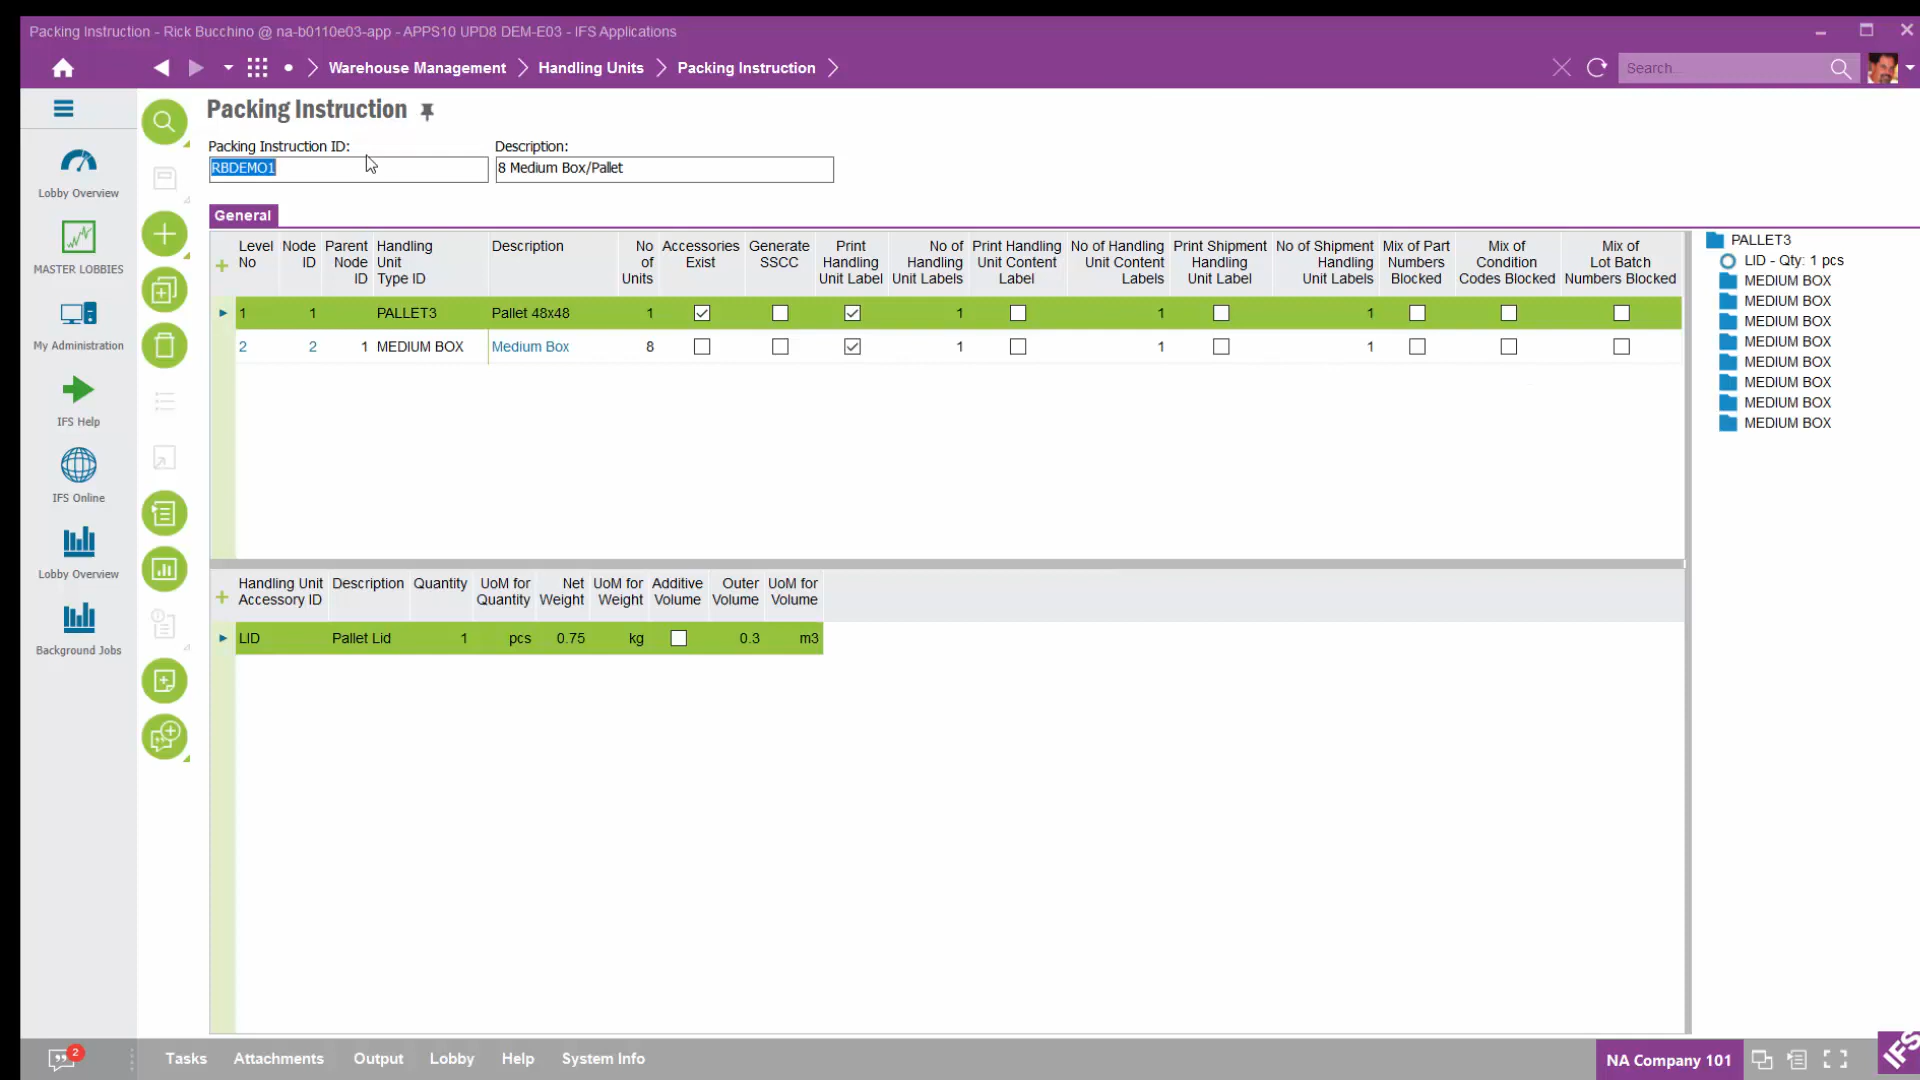 Packing Instruction - Rick Bucchino @ na-b0110e03-app - APPS10 UPD8 DEM-E03 - IFS Applications
Warehouse Management Handling Units Packing Instruction Search...
Packing Instruction
Packing Instruction ID: Description:
RBDEMO1 8 Medium Box/Pallet
General
Lobby Overview
MASTER LOBBIES
My Administration
IFS Help
IFS Online
Lobby Overview
Background Jobs
Level No Node ID Parent Node ID Handling Unit Type ID Description No of Units Accessories Exist Generate SSCC Print Handling Unit Label No of Handling Unit Labels Print Handling Unit Content Label No of Handling Unit Content Labels Print Shipment Handling Unit Label No of Shipment Handling Unit Labels Mix of Part Numbers Blocked Mix of Condition Codes Blocked Mix of Lot Batch Numbers Blocked
1 1 PALLET3 Pallet 48x48 1 1 1 1
2 2 1 MEDIUM BOX Medium Box 8 1 1 1
PALLET3
LID - Qty: 1 pcs
MEDIUM BOX
MEDIUM BOX
MEDIUM BOX
MEDIUM BOX
MEDIUM BOX
MEDIUM BOX
MEDIUM BOX
MEDIUM BOX
Handling Unit Accessory ID Description Quantity UoM for Quantity Net Weight UoM for Weight Additive Volume Outer Volume UoM for Volume
LID Pallet Lid 1 pcs 0.75 kg 0.3 m3
2 Tasks Attachments Output Lobby Help System Info NA Company 101 IFS